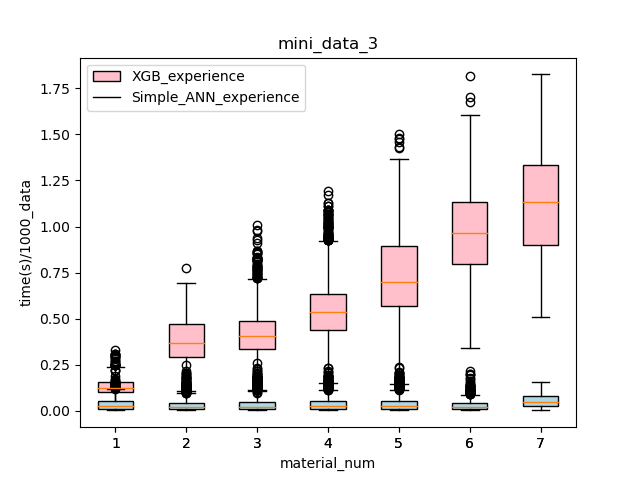 mini_data_3
XGB_experience
Simple_ANN_experience
time(s)/1000_data
1.75
1.50
1.25
1.00
0.75
0.50
0.25
0.00
1 2 3 4 5 6 7
material_num